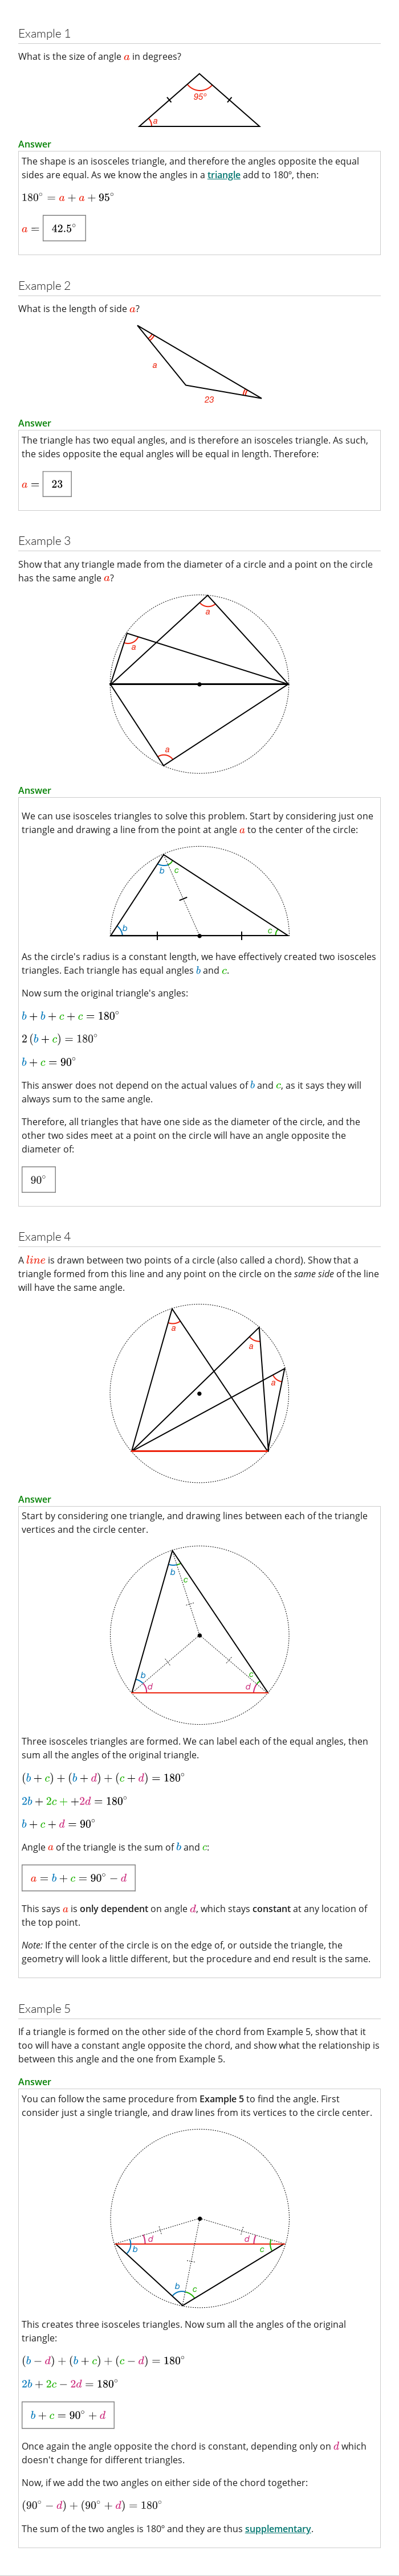 Example 1
What is the size of angle a in degrees?
95°
a
Answer
The shape is an isosceles triangle, and therefore the angles opposite the equal
sides are equal. As we know the angles in a triangle add to 180°, then:
180° = a + a + 95°
a = 42.5°
Example 2
What is the length of side a?
a
23
Answer
The triangle has two equal angles, and is therefore an isosceles triangle. As such,
the sides opposite the equal angles will be equal in length. Therefore:
a = 23
Example 3
Show that any triangle made from the diameter of a circle and a point on the circle
has the same angle a?
a
a
a
Answer
We can use isosceles triangles to solve this problem. Start by considering just one
triangle and drawing a line from the point at angle a to the center of the circle:
b c
b c
As the circle's radius is a constant length, we have effectively created two isosceles
triangles. Each triangle has equal angles b and c.
Now sum the original triangle's angles:
b + b + c + c = 180°
2 (b + c) = 180°
b + c = 90°
This answer does not depend on the actual values of b and c, as it says they will
always sum to the same angle.
Therefore, all triangles that have one side as the diameter of the circle, and the
other two sides meet at a point on the circle will have an angle opposite the
diameter of:
90°
Example 4
A line is drawn between two points of a circle (also called a chord). Show that a
triangle formed from this line and any point on the circle on the same side of the line
will have the same angle.
a
a
a
Answer
Start by considering one triangle, and drawing lines between each of the triangle
vertices and the circle center.
b c
b c
d d
Three isosceles triangles are formed. We can label each of the equal angles, then
sum all the angles of the original triangle.
(b + c) + (b + d) + (c + d) = 180°
2b + 2c + +2d = 180°
b + c + d = 90°
Angle a of the triangle is the sum of b and c:
a = b + c = 90° − d
This says a is only dependent on angle d, which stays constant at any location of
the top point.
Note: If the center of the circle is on the edge of, or outside the triangle, the
geometry will look a little different, but the procedure and end result is the same.
Example 5
If a triangle is formed on the other side of the chord from Example 5, show that it
too will have a constant angle opposite the chord, and show what the relationship is
between this angle and the one from Example 5.
Answer
You can follow the same procedure from Example 5 to find the angle. First
consider just a single triangle, and draw lines from its vertices to the circle center.
d d
b c
b c
This creates three isosceles triangles. Now sum all the angles of the original
triangle:
(b − d) + (b + c) + (c − d) = 180°
2b + 2c − 2d = 180°
b + c = 90° + d
Once again the angle opposite the chord is constant, depending only on d which
doesn't change for different triangles.
Now, if we add the two angles on either side of the chord together:
(90° − d) + (90° + d) = 180°
The sum of the two angles is 180° and they are thus supplementary.